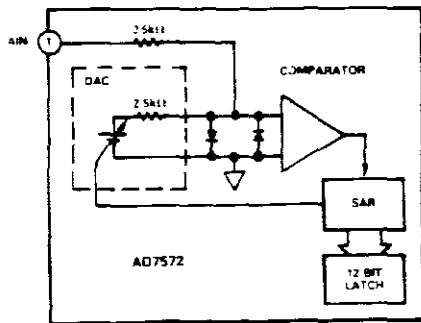 2.5kΩ
AIN
1
COMPARATOR
DAC
2.5kΩ
SAR
AD7572
12 BIT
LATCH